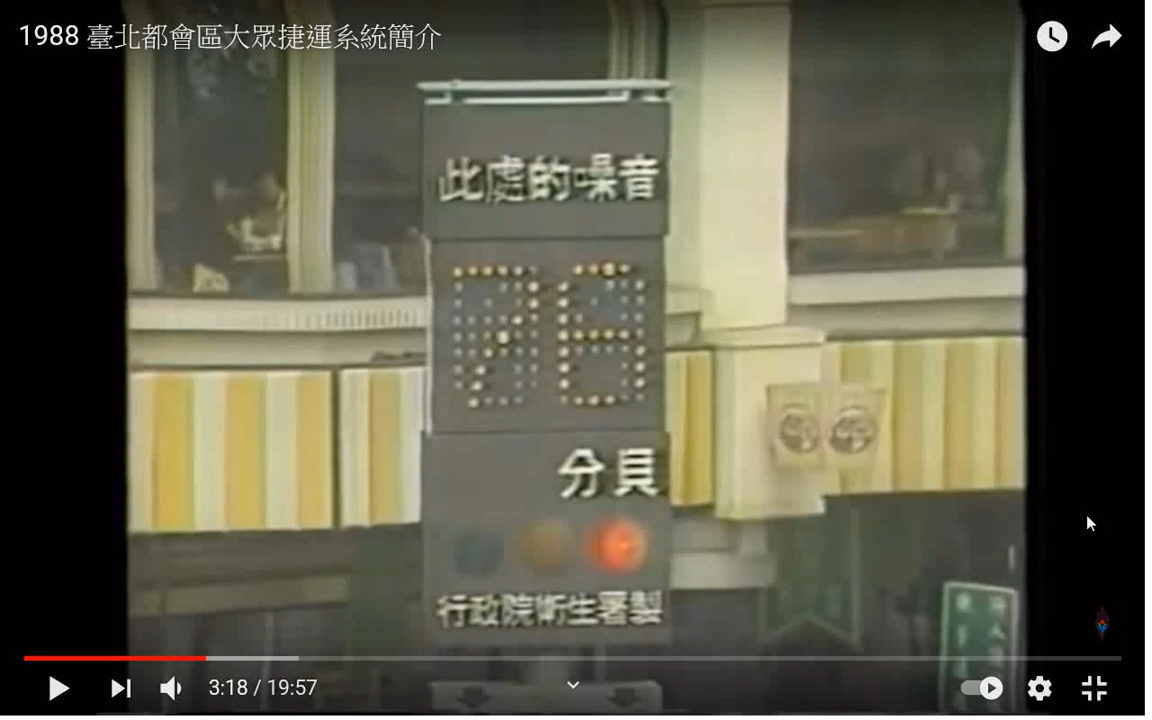 1988 臺北都會區大眾捷運系統簡介
此處的噪音
78
分貝
行政院衛生署製
3:18 / 19:57